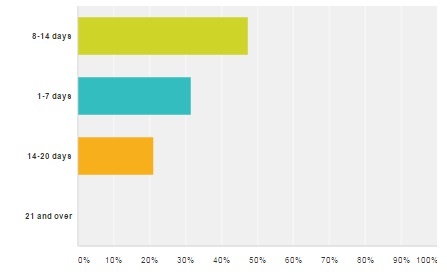 8-14 days
1-7 days
14-20 days
21 and over
0% 10% 20% 30% 40% 50% 60% 70% 80% 90% 100%